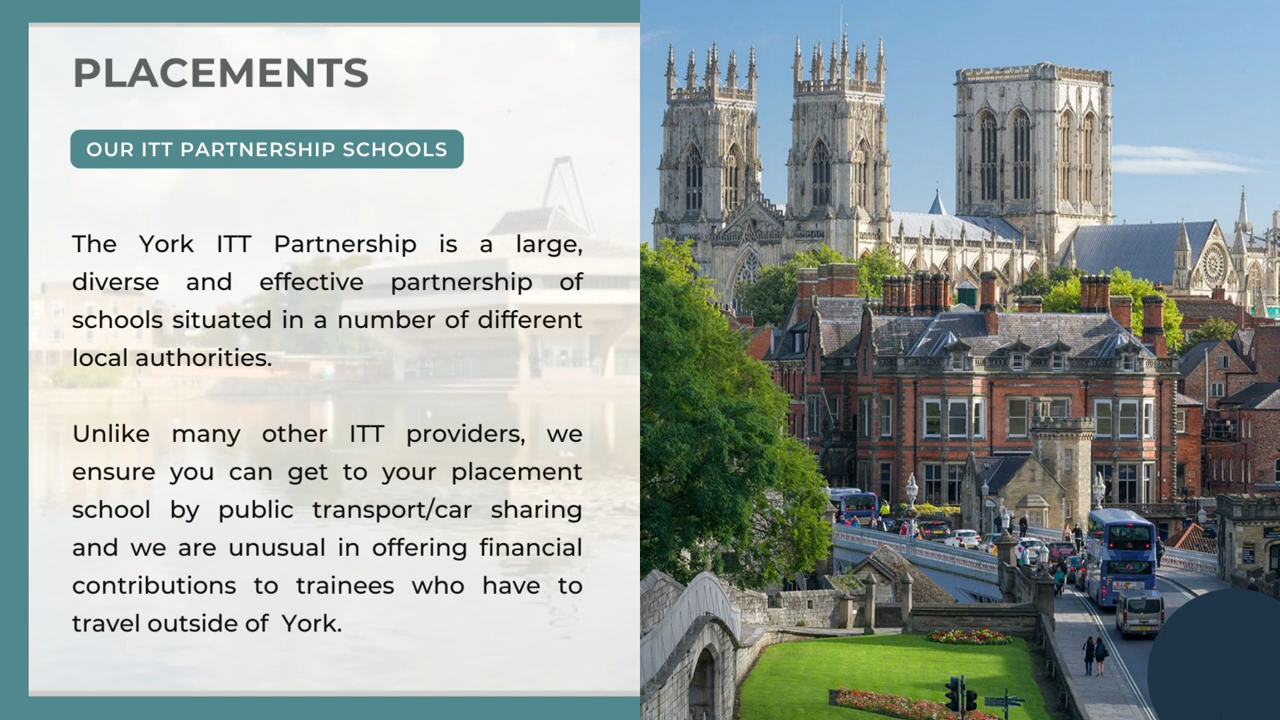 PLACEMENTS
OUR ITT PARTNERSHIP SCHOOLS
The York ITT Partnership is a large,
diverse and effective partnership of
schools situated in a number of different
local authorities.
Unlike many other ITT providers, we
ensure you can get to your placement
school by public transport/car sharing
and we are unusual in offering financial
contributions to trainees who have to
travel outside of York.